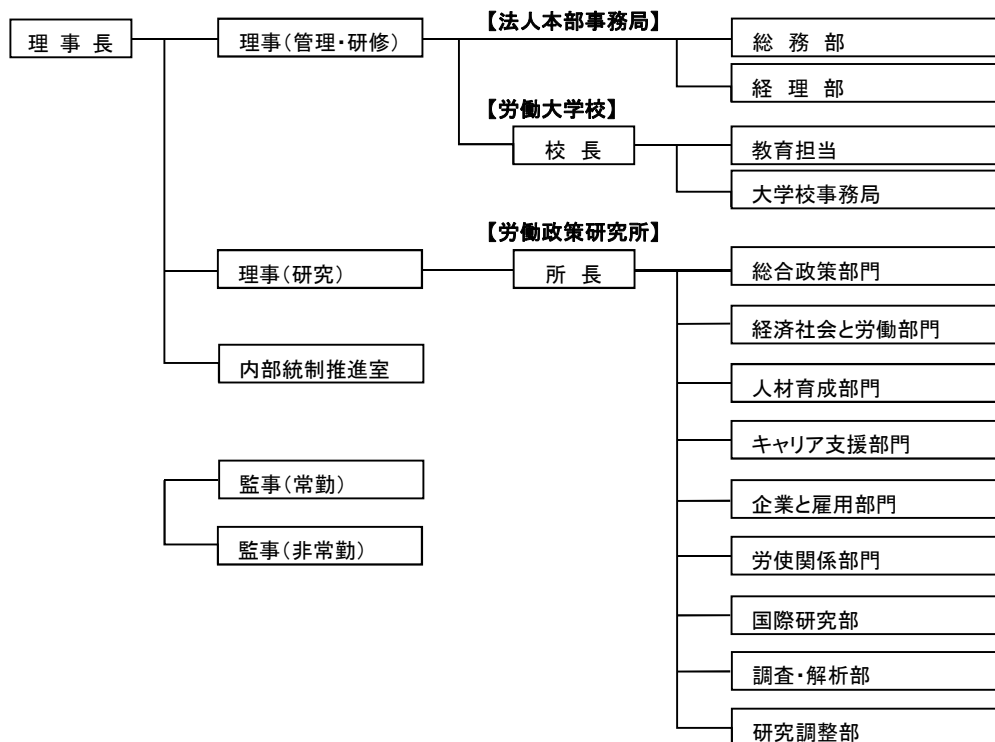 【法人本部事務局】
理 事 長
理事(管理・研修)
総 務 部
経 理 部
【労働大学校】
校 長
教育担当
大学校事務局
【労働政策研究所】
理事(研究)
所 長
総合政策部門
経済社会と労働部門
内部統制推進室
人材育成部門
キャリア支援部門
監事(常勤)
企業と雇用部門
監事(非常勤)
労使関係部門
国際研究部
調査・解析部
研究調整部